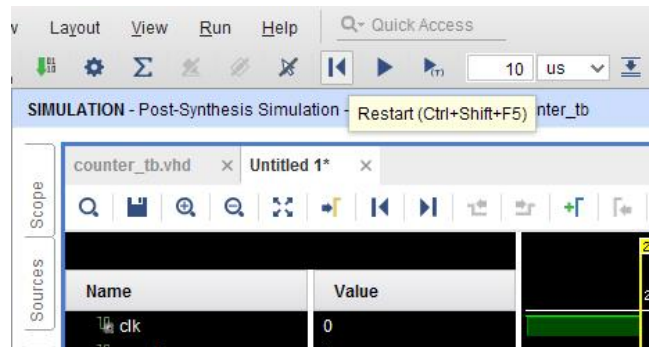 Layout View Run Help Quick Access
(T) 10 us
SIMULATION - Post-Synthesis Simulation - nter_tb
Restart (Ctrl+Shift+F5)
counter_tb.vhd Untitled 1*
Scope
Sources
Name Value
clk 0